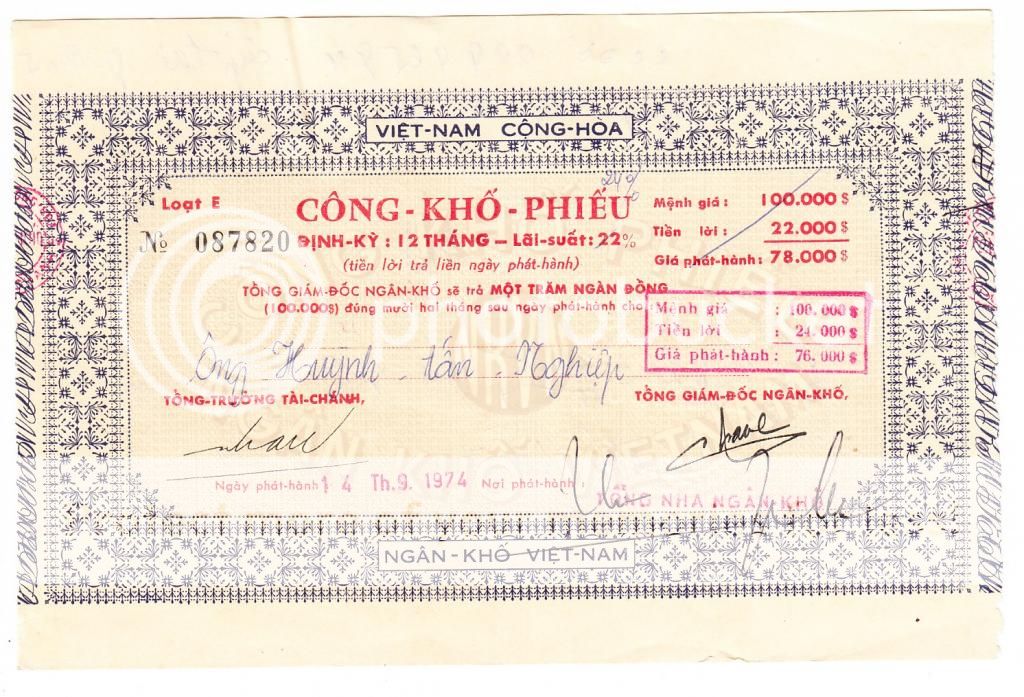 VIỆT-NAM CỘNG-HÒA
Loạt E
№ 087820
CÔNG-KHỐ-PHIẾU
24%
ĐỊNH-KỲ : 12 THÁNG — Lãi-suất: 22%
(tiền lời trả liền ngày phát-hành)
Mệnh giá : 100.000$
Tiền lời : 22.000$
Giá phát-hành: 78.000$
TỔNG GIÁM-ĐỐC NGÂN-KHỐ sẽ trả MỘT TRĂM NGÀN ĐỒNG
(100.000$) đúng mười hai tháng sau ngày phát-hành cho
Mệnh giá : 100.000$
Tiền lời : 24.000$
Giá phát-hành : 76.000$
Ông Huỳnh tấn Nghiệp
TỔNG-TRƯỞNG TÀI-CHÁNH,
TỔNG GIÁM-ĐỐC NGÂN-KHỐ,
Ngày phát-hành 14 Th.9. 1974 Nơi phát-hành:
TỔNG NHA NGÂN KHỐ
NGÂN-KHỐ VIỆT-NAM
photobucket